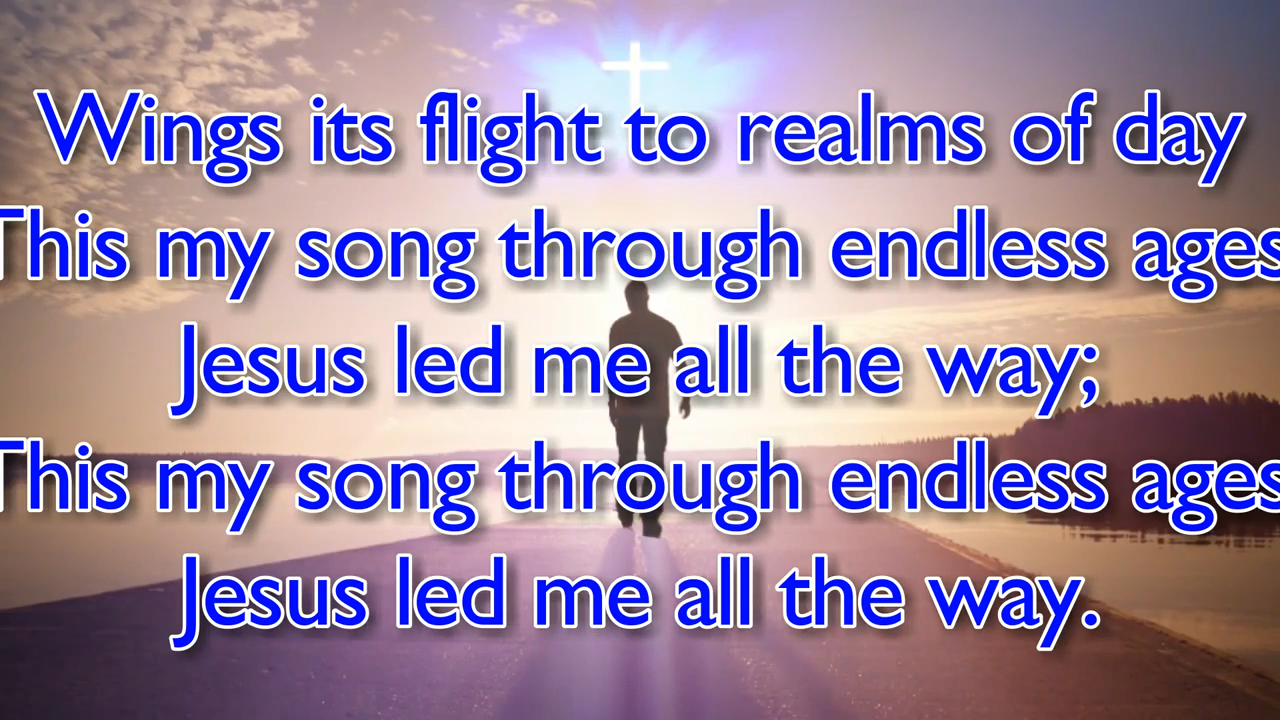 Wings its flight to realms of day
This my song through endless ages
Jesus led me all the way;
This my song through endless ages
Jesus led me all the way.